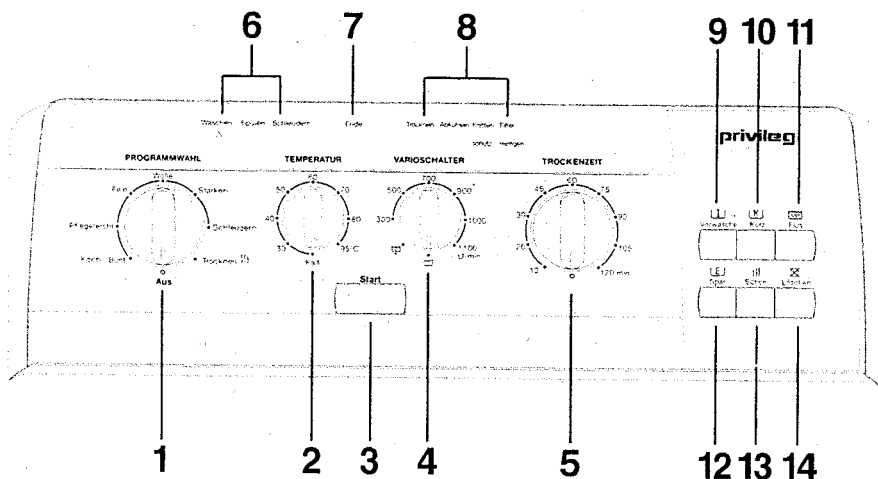 6 7 8 9 10 11
Waschen Spülen Schleudern Ende Trocknen Abkühlen Knitter- Filter
schutz reinigen
privileg
PROGRAMMWAHL TEMPERATUR VARIOSCHALTER TROCKENZEIT
Wolle
Fein Stärken
Pflegeleicht Schleudern
Koch Bunt Trocknen
Aus
60
50 70
40 80
30 95°C
Kalt
700
500 900
300 1000
1100
U/min
60
45 75
30 90
20 105
10 120 min
Start
Vorwäsche Kurz Plus
E
Spar Schon Löschen
1 2 3 4 5 12 13 14